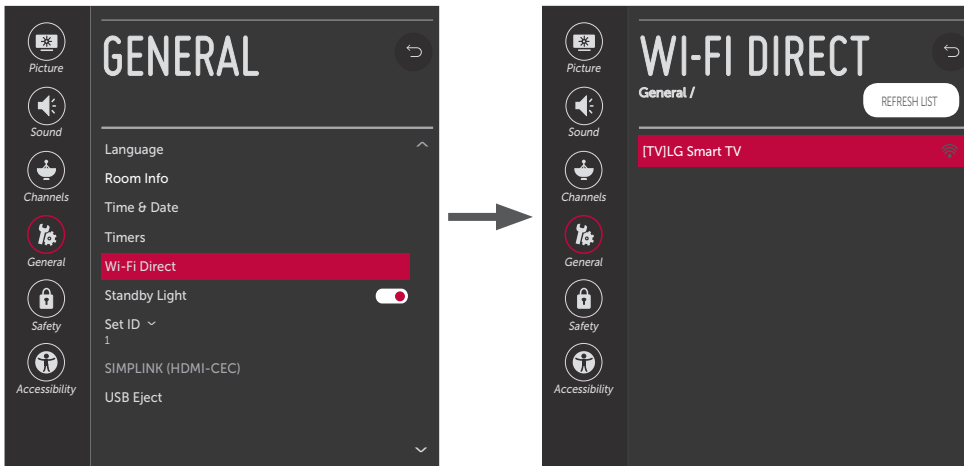 Picture
Sound
Channels
General
Safety
Accessibility
GENERAL
Language
Room Info
Time & Date
Timers
Wi-Fi Direct
Standby Light
Set ID
1
SIMPLINK (HDMI-CEC)
USB Eject
Picture
Sound
Channels
General
Safety
Accessibility
WI-FI DIRECT
General /
REFRESH LIST
[TV]LG Smart TV